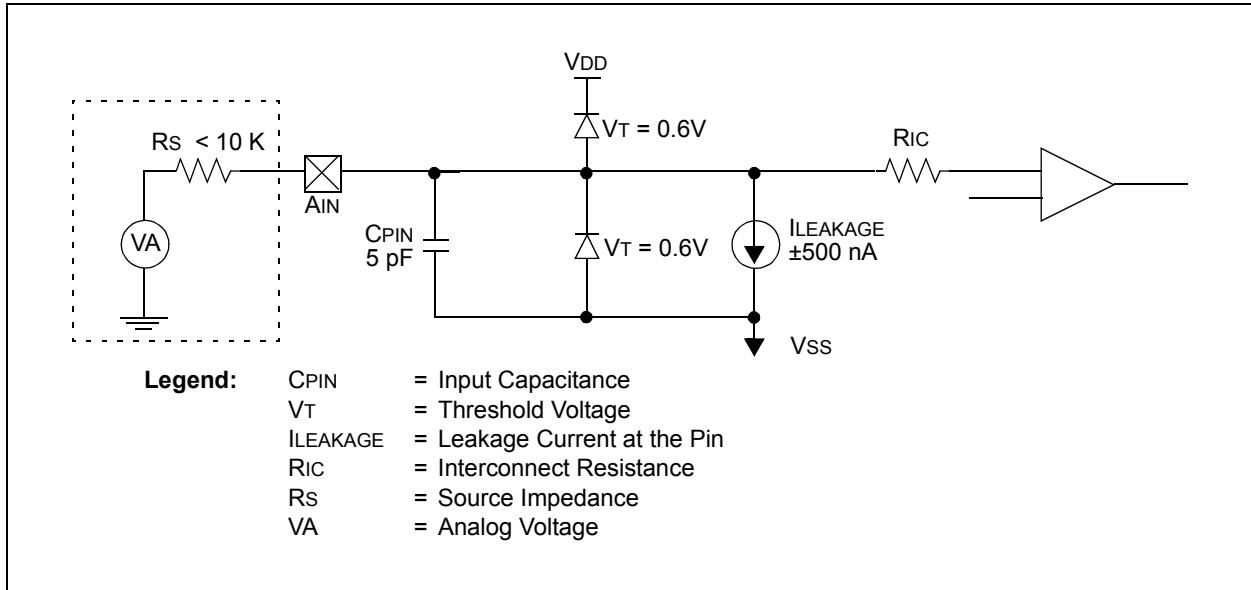 VDD
VT = 0.6V
RS < 10 K
RIC
AIN
CPIN
5 pF
VA
VT = 0.6V
ILEAKAGE
±500 nA
VSS
Legend: CPIN = Input Capacitance
VT = Threshold Voltage
ILEAKAGE = Leakage Current at the Pin
RIC = Interconnect Resistance
RS = Source Impedance
VA = Analog Voltage